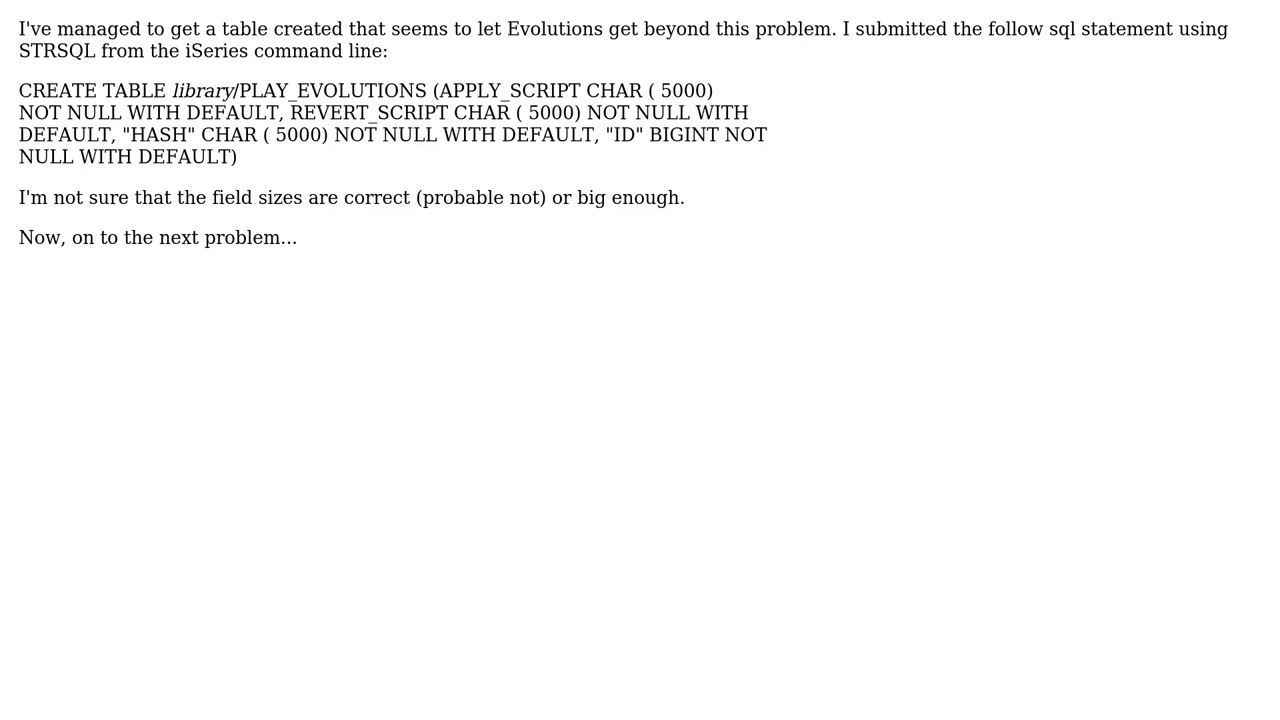 I've managed to get a table created that seems to let Evolutions get beyond this problem. I submitted the follow sql statement using
STRSQL from the iSeries command line:
CREATE TABLE library/PLAY_EVOLUTIONS (APPLY_SCRIPT CHAR ( 5000)
NOT NULL WITH DEFAULT, REVERT_SCRIPT CHAR ( 5000) NOT NULL WITH
DEFAULT, "HASH" CHAR ( 5000) NOT NULL WITH DEFAULT, "ID" BIGINT NOT
NULL WITH DEFAULT)
I'm not sure that the field sizes are correct (probable not) or big enough.
Now, on to the next problem...